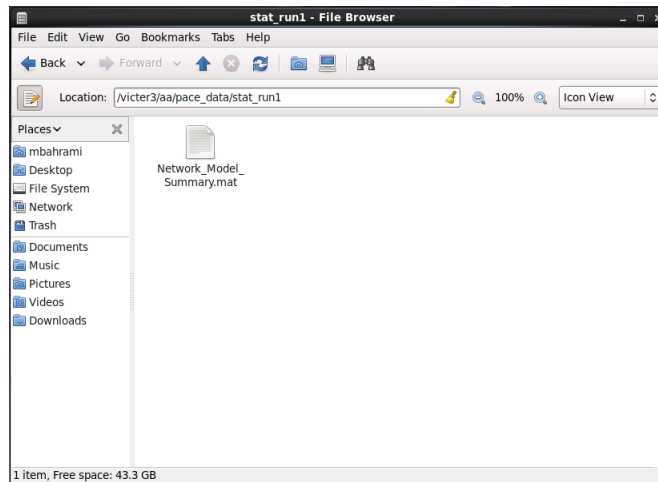 stat_run1 - File Browser
File Edit View Go Bookmarks Tabs Help
Back Forward
Location: /victer3/aa/pace_data/stat_run1 100% Icon View
Places
mbahrami
Desktop
File System
Network
Trash
Documents
Music
Pictures
Videos
Downloads
Network_Model_
Summary.mat
1 item, Free space: 43.3 GB